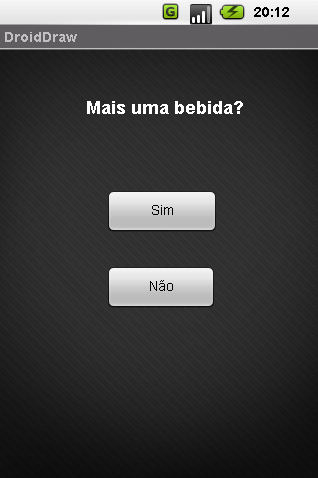 G 20:12
DroidDraw
Mais uma bebida?
Sim
Não